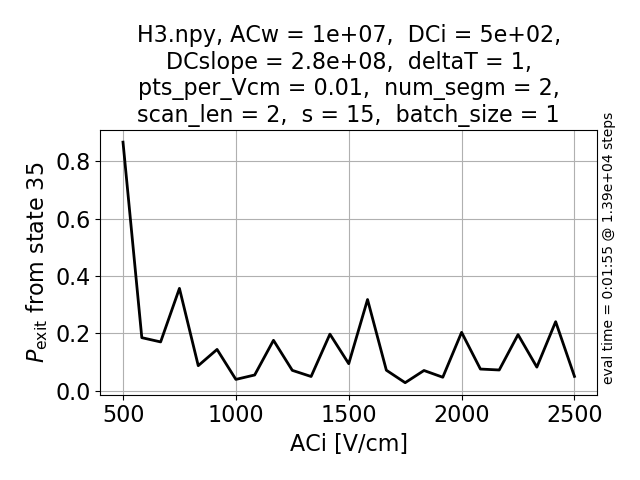 H3.npy, ACw = 1e+07,  DCi = 5e+02,
DCslope = 2.8e+08,  deltaT = 1,
pts_per_Vcm = 0.01,  num_segm = 2,
scan_len = 2,  s = 15,  batch_size = 1
0.8
0.6
0.4
0.2
0.0
P_exit from state 35
500
1000
1500
2000
2500
ACi [V/cm]
eval time = 0:01:55 @ 1.39e+04 steps